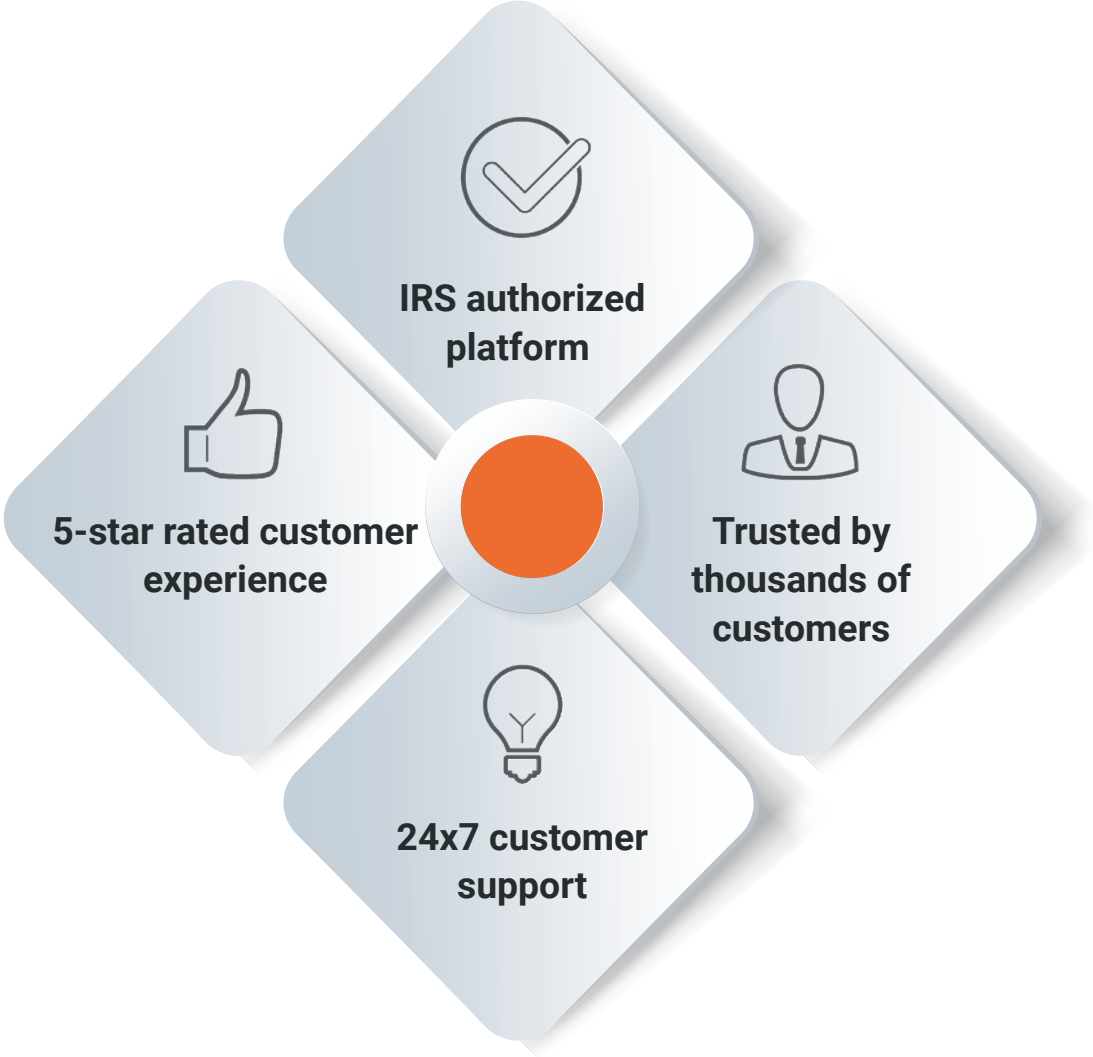 IRS authorized
platform
5-star rated customer
experience
Trusted by
thousands of
customers
24x7 customer
support